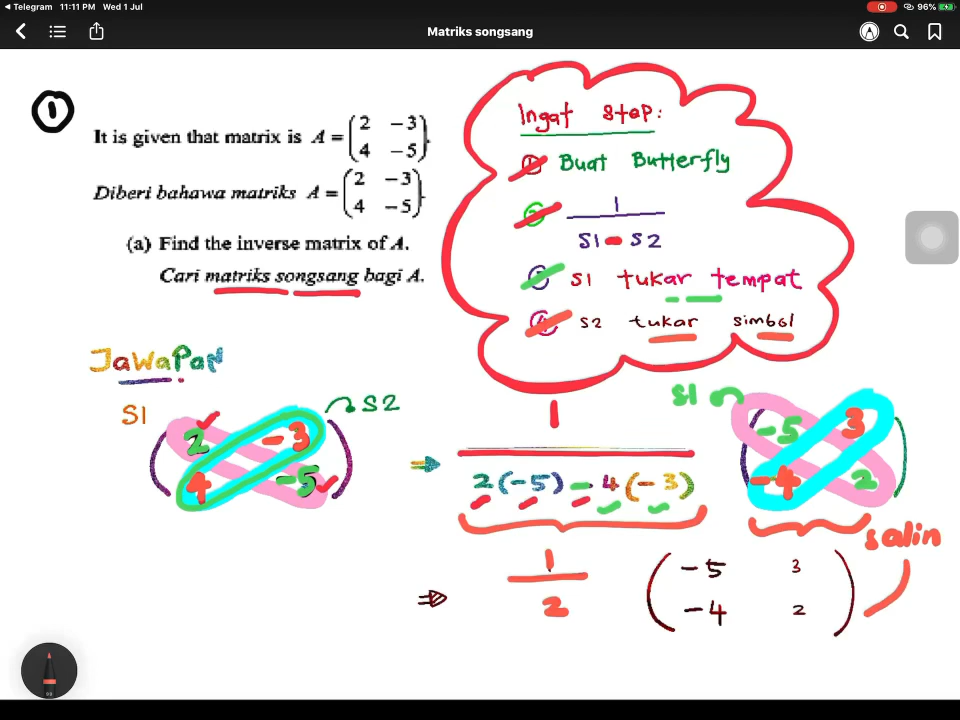 Telegram 11:11 PM Wed 1 Jul
96%
Matriks songsang
1
It is given that matrix is A = (2 -3
4 -5).
Diberi bahawa matriks A = (2 -3
4 -5).
(a) Find the inverse matrix of A.
Cari matriks songsang bagi A.
Ingat step:
① Buat Butterfly
② 1
S1 - S2
③ S1 tukar tempat
④ S2 tukar simbol
JaWaPan
S1
S2
(2 -3
4 -5)
⇒ 1
2(-5) - 4(-3)
S1
(-5 3
-4 2)
salin
⇒ 1
2
(-5 3
-4 2)